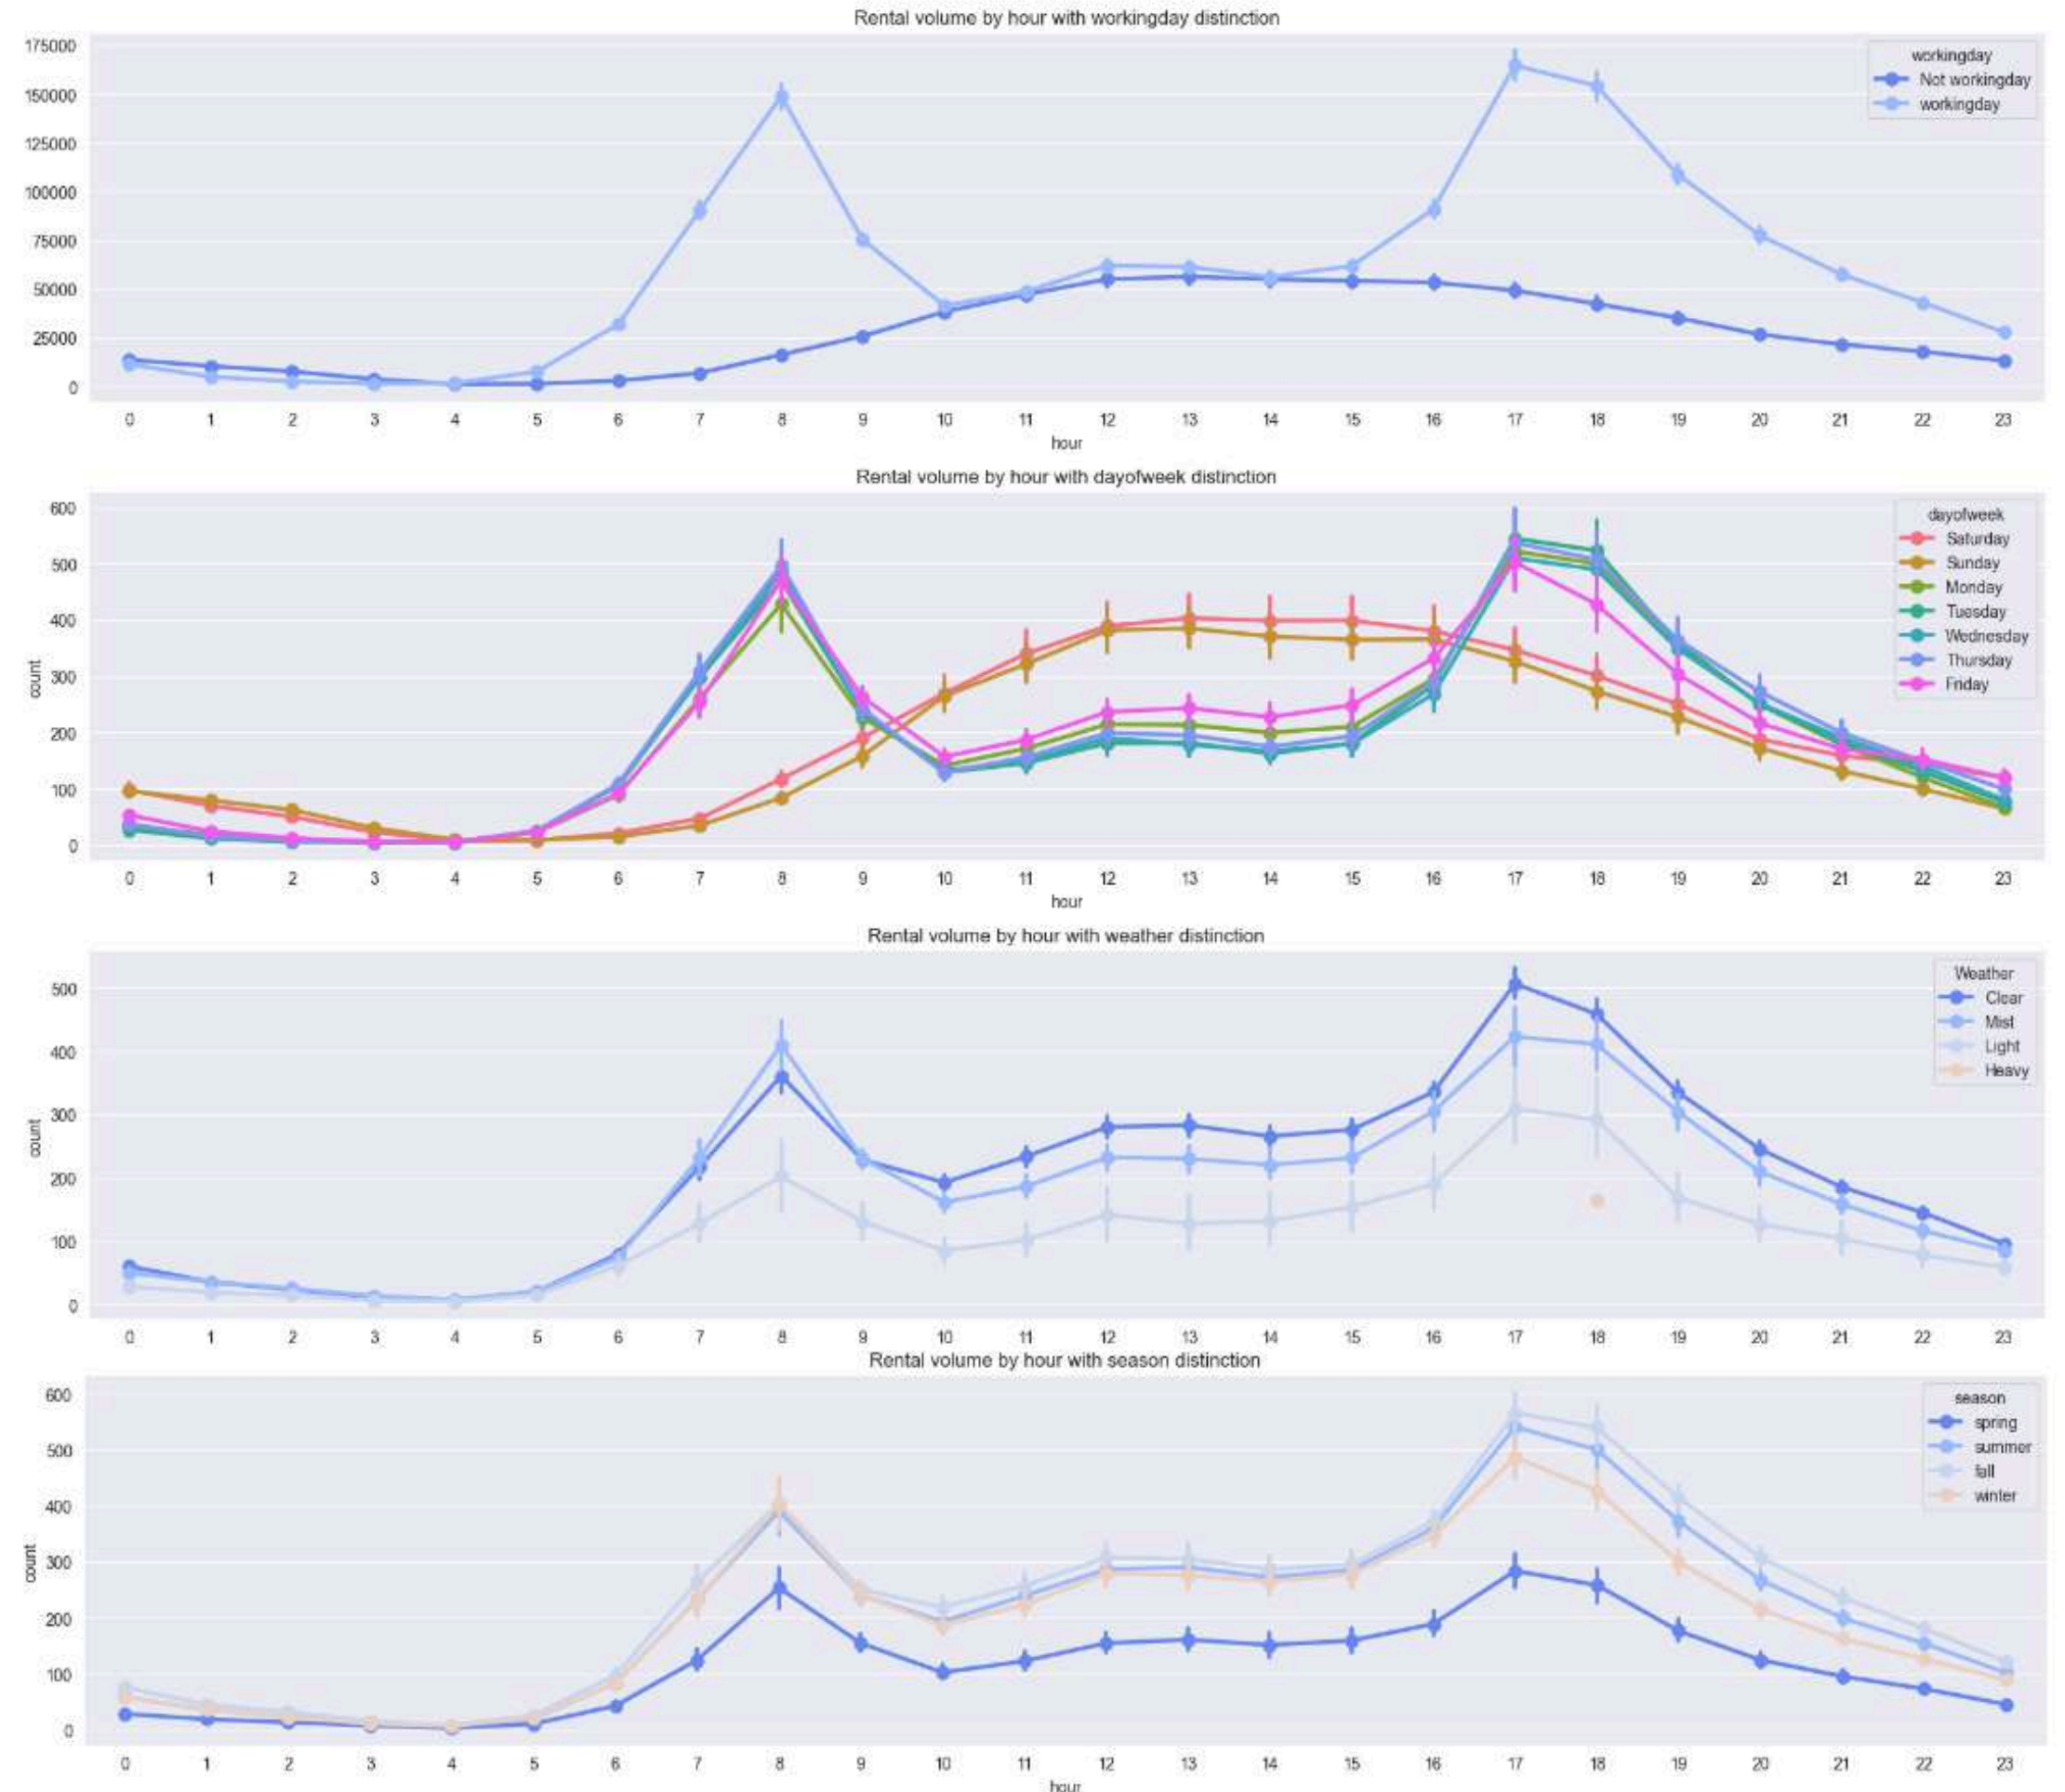 Rental volume by hour with workingday distinction
175000
150000
125000
100000
75000
50000
25000
0
workingday
Not workingday
workingday
0 1 2 3 4 5 6 7 8 9 10 11 12 13 14 15 16 17 18 19 20 21 22 23
hour
Rental volume by hour with dayofweek distinction
600
500
400
300
200
100
0
count
dayofweek
Saturday
Sunday
Monday
Tuesday
Wednesday
Thursday
Friday
0 1 2 3 4 5 6 7 8 9 10 11 12 13 14 15 16 17 18 19 20 21 22 23
hour
Rental volume by hour with weather distinction
500
400
300
200
100
0
count
Weather
Clear
Mist
Light
Heavy
0 1 2 3 4 5 6 7 8 9 10 11 12 13 14 15 16 17 18 19 20 21 22 23
Rental volume by hour with season distinction
600
500
400
300
200
100
0
count
season
spring
summer
fall
winter
0 1 2 3 4 5 6 7 8 9 10 11 12 13 14 15 16 17 18 19 20 21 22 23
hour